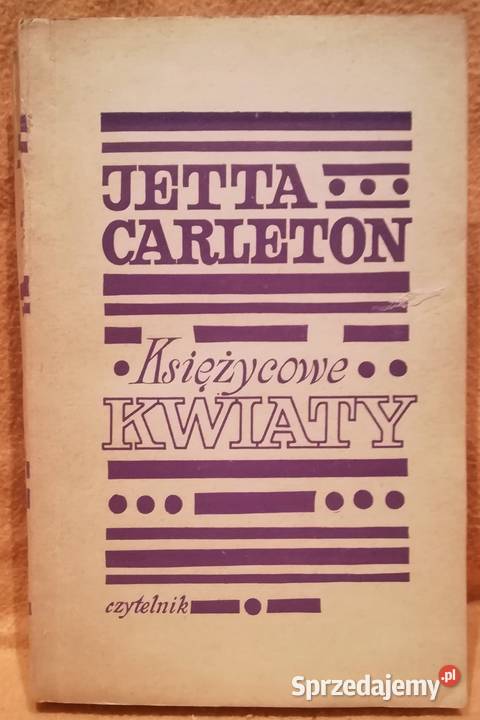 JETTA
CARLETON
Księżycowe
KWIATY
czytelnik
Sprzedajemy.pl